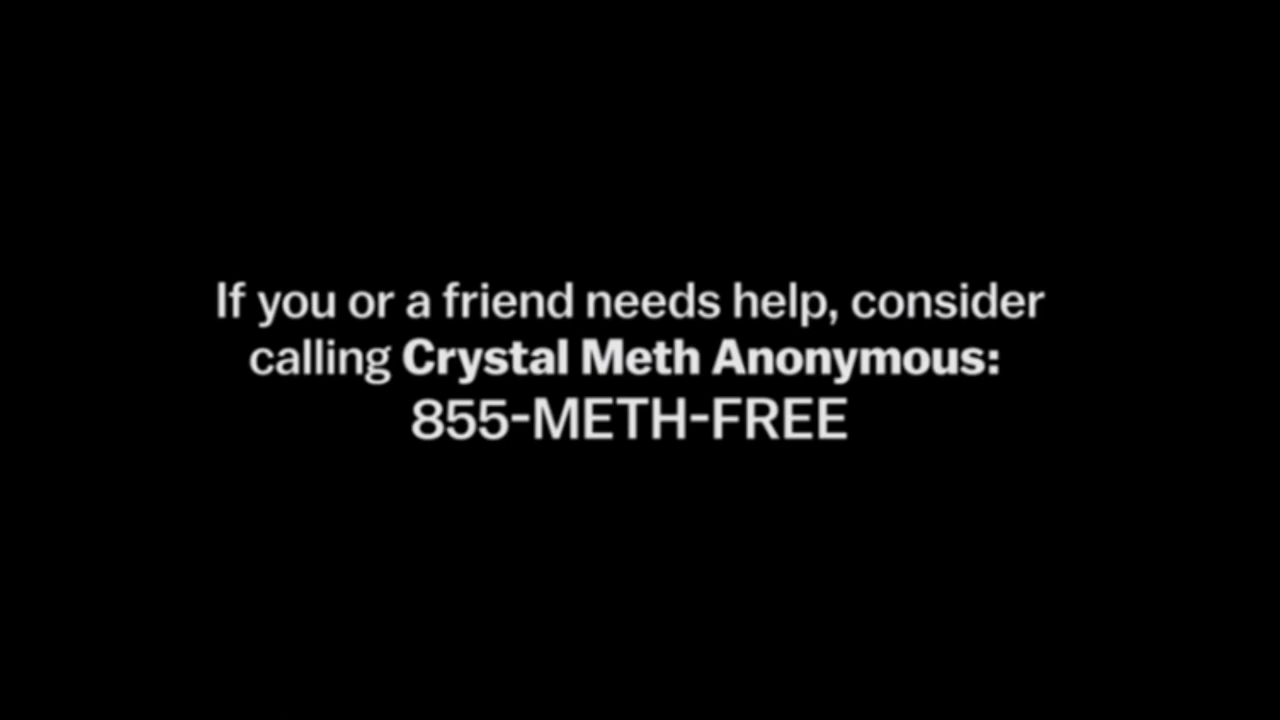 If you or a friend needs help, consider
calling Crystal Meth Anonymous:
855-METH-FREE